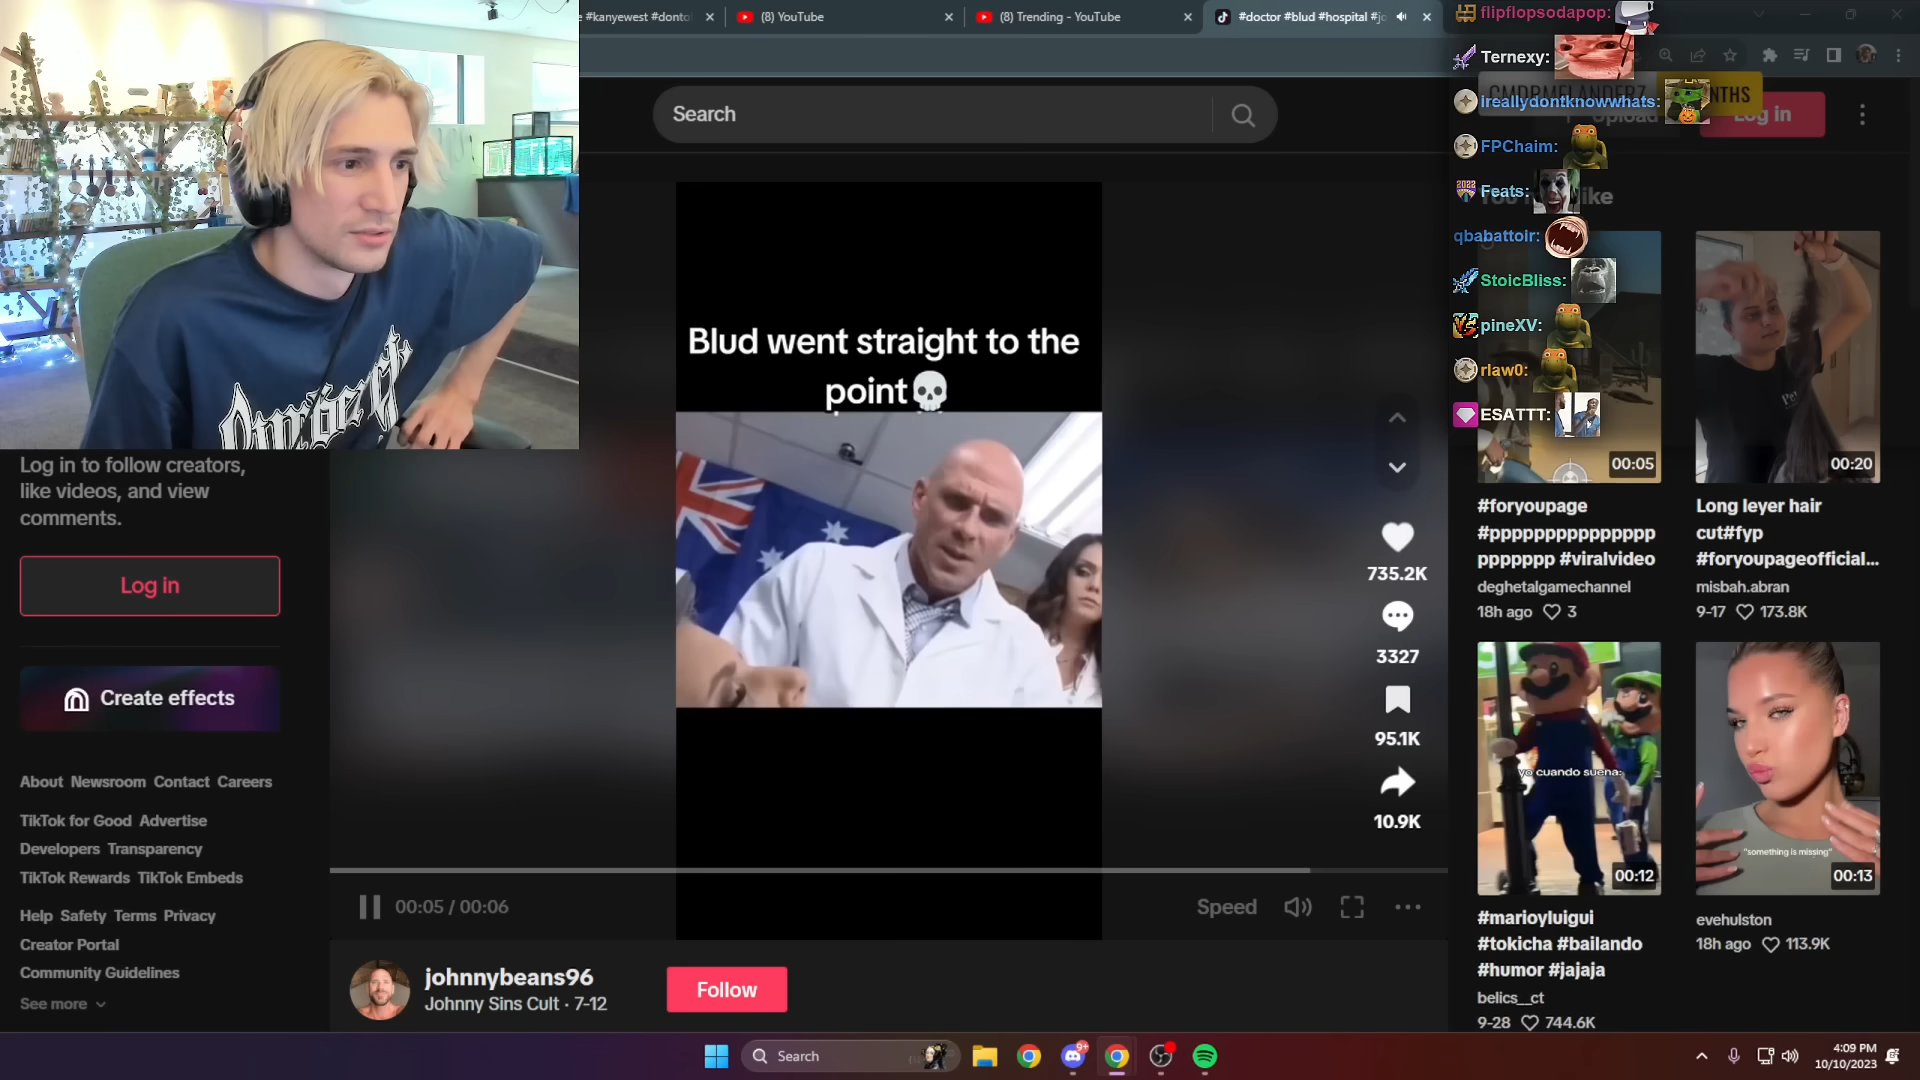 e #kanyewest #donto
(8) YouTube
(8) Trending - YouTube
#doctor #blud #hospital #jo
Search
Upload
Log in
NTHS
flipflopsodapop:
Ternexy:
ireallydontknowwhats:
FPChaim:
Feats:
qbabattoir:
StoicBliss:
pineXV:
rlaw0:
ESATTT:
Log in to follow creators,
like videos, and view
comments.
Log in
Create effects
About Newsroom Contact Careers
TikTok for Good Advertise
Developers Transparency
TikTok Rewards TikTok Embeds
Help Safety Terms Privacy
Creator Portal
Community Guidelines
See more
Blud went straight to the
point💀
735.2K
3327
95.1K
10.9K
00:05 / 00:06
Speed
johnnybeans96
Johnny Sins Cult · 7-12
Follow
00:05
#foryoupage
#ppppppppppppppp
ppppppp #viralvideo
deghetalgamechannel
18h ago 3
00:20
Long leyer hair
cut#fyp
#foryoupageofficial...
misbah.abran
9-17 173.8K
yo cuando suena:
00:12
#marioyluigui
#tokicha #bailando
#humor #jajaja
belics__ct
9-28 744.6K
"something is missing"
00:13
evehulston
18h ago 113.9K
Search
9+
4:09 PM
10/10/2023